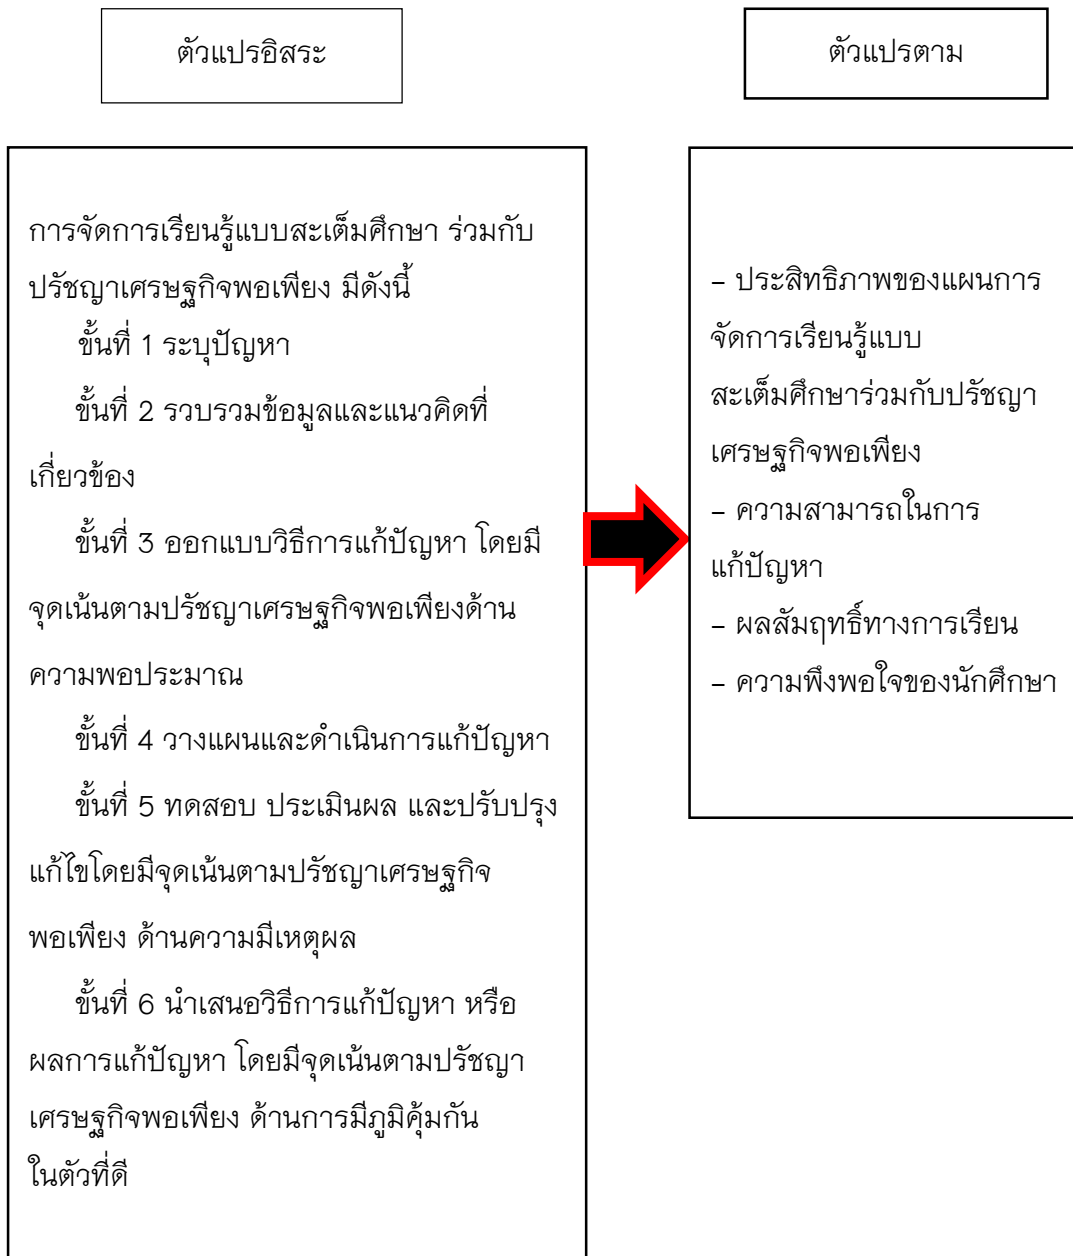 ตัวแปรอิสระ
ตัวแปรตาม
การจัดการเรียนรู้แบบสะเต็มศึกษา ร่วมกับ
ปรัชญาเศรษฐกิจพอเพียง มีดังนี้
ขั้นที่ 1 ระบุปัญหา
ขั้นที่ 2 รวบรวมข้อมูลและแนวคิดที่
เกี่ยวข้อง
ขั้นที่ 3 ออกแบบวิธีการแก้ปัญหา โดยมี
จุดเน้นตามปรัชญาเศรษฐกิจพอเพียงด้าน
ความพอประมาณ
ขั้นที่ 4 วางแผนและดำเนินการแก้ปัญหา
ขั้นที่ 5 ทดสอบ ประเมินผล และปรับปรุง
แก้ไขโดยมีจุดเน้นตามปรัชญาเศรษฐกิจ
พอเพียง ด้านความมีเหตุผล
ขั้นที่ 6 นำเสนอวิธีการแก้ปัญหา หรือ
ผลการแก้ปัญหา โดยมีจุดเน้นตามปรัชญา
เศรษฐกิจพอเพียง ด้านการมีภูมิคุ้มกัน
ในตัวที่ดี
– ประสิทธิภาพของแผนการ
จัดการเรียนรู้แบบ
สะเต็มศึกษาร่วมกับปรัชญา
เศรษฐกิจพอเพียง
– ความสามารถในการ
แก้ปัญหา
– ผลสัมฤทธิ์ทางการเรียน
– ความพึงพอใจของนักศึกษา